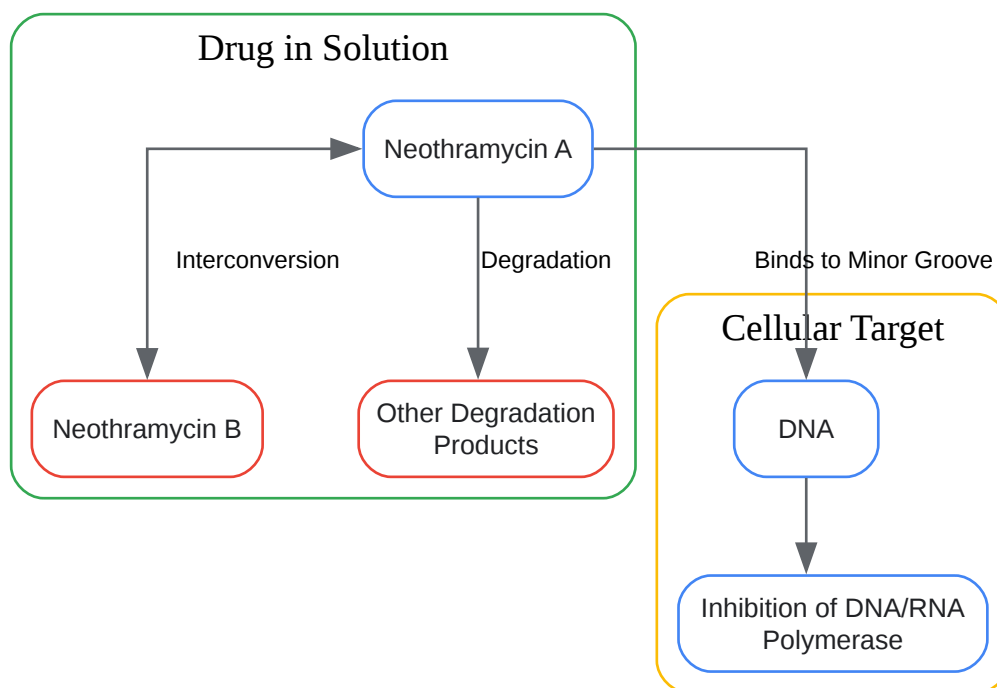 Drug in Solution
Neothramycin A
Interconversion
Degradation
Binds to Minor Groove
Cellular Target
Neothramycin B
Other Degradation
Products
DNA
Inhibition of DNA/RNA
Polymerase